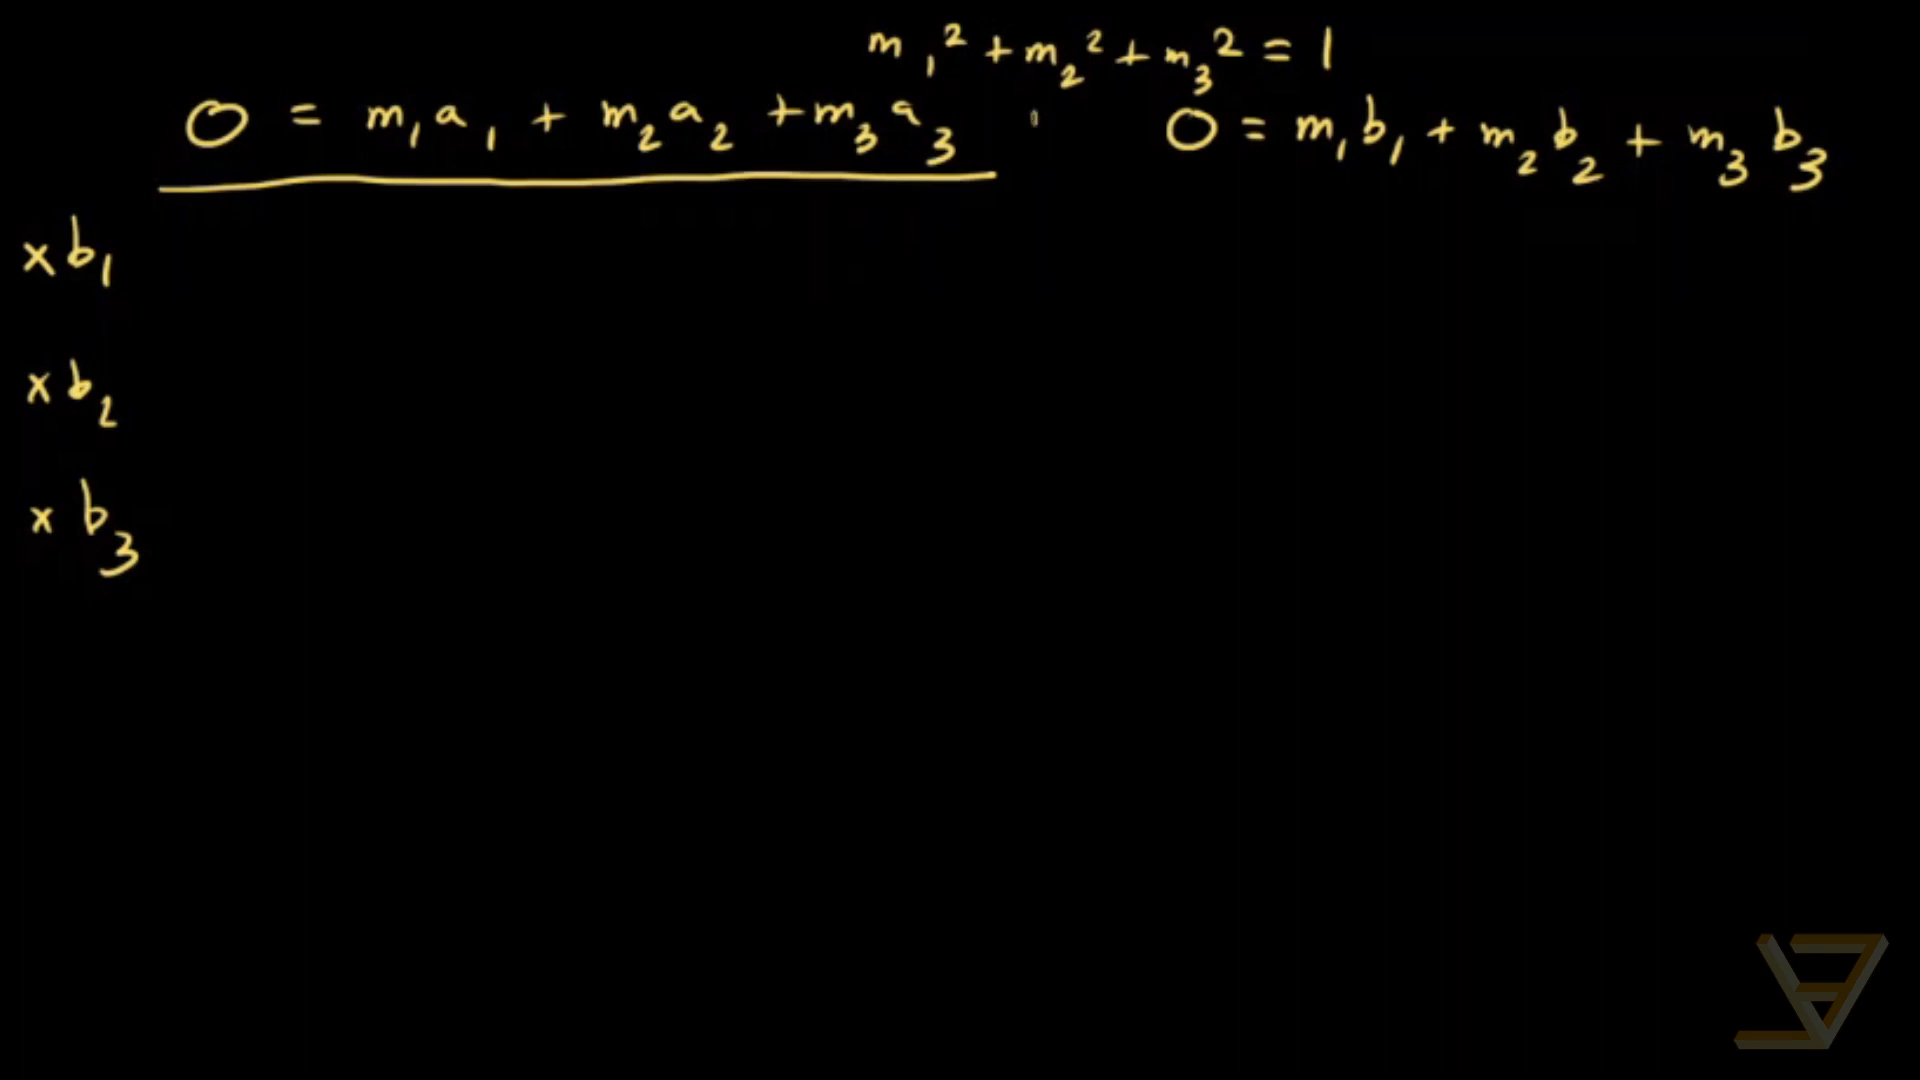 m₁² + m₂² + m₃² = 1
0 = m₁a₁ + m₂a₂ + m₃a₃
0 = m₁b₁ + m₂b₂ + m₃b₃
×b₁
×b₂
×b₃